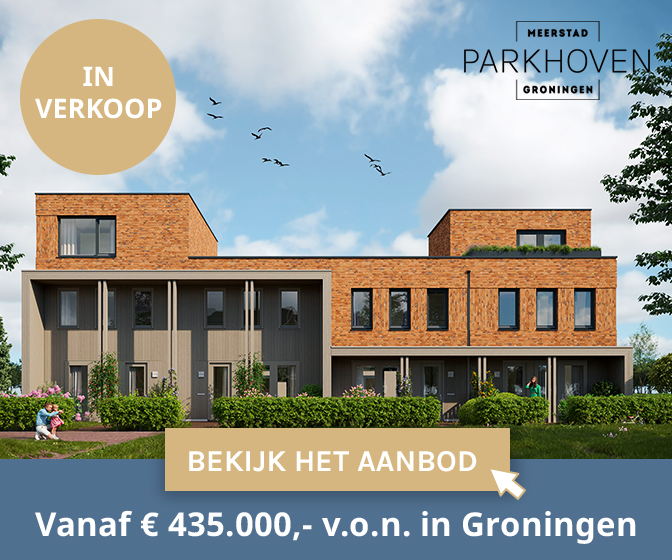 IN
VERKOOP
MEERSTAD
PARKHOVEN
GRONINGEN
BEKIJK HET AANBOD
Vanaf € 435.000,- v.o.n. in Groningen